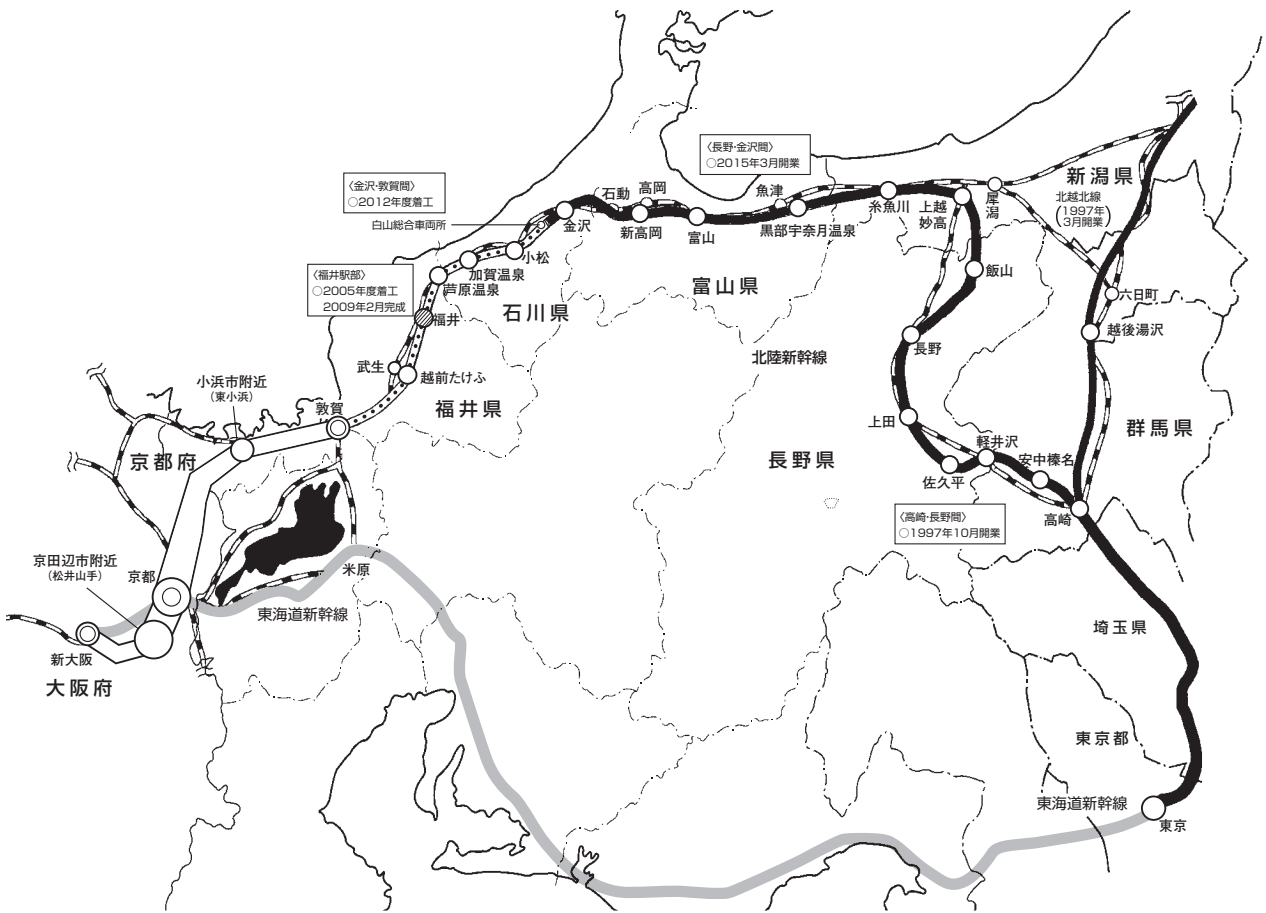 〈長野・金沢間〉
○2015年3月開業
新潟県
北越北線
(1997年
3月開業)
〈金沢・敦賀間〉
○2012年度着工
白山総合車両所
石動
高岡
魚津
糸魚川
上越
妙高
犀潟
金沢
新高岡
富山
黒部宇奈月温泉
小松
加賀温泉
芦原温泉
〈福井駅部〉
○2005年度着工
2009年2月完成
福井
石川県
富山県
飯山
六日町
越後湯沢
長野
北陸新幹線
武生
越前たけふ
小浜市附近
(東小浜)
敦賀
福井県
上田
軽井沢
安中榛名
群馬県
京都府
長野県
佐久平
高崎
〈高崎・長野間〉
○1997年10月開業
京田辺市附近
(松井山手)
京都
米原
東海道新幹線
埼玉県
新大阪
大阪府
東京都
東海道新幹線
東京